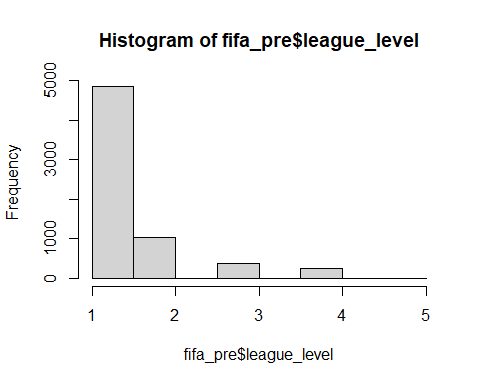 Histogram of fifa_pre$league_level
Frequency
5000
3000
1000
0
1 2 3 4 5
fifa_pre$league_level